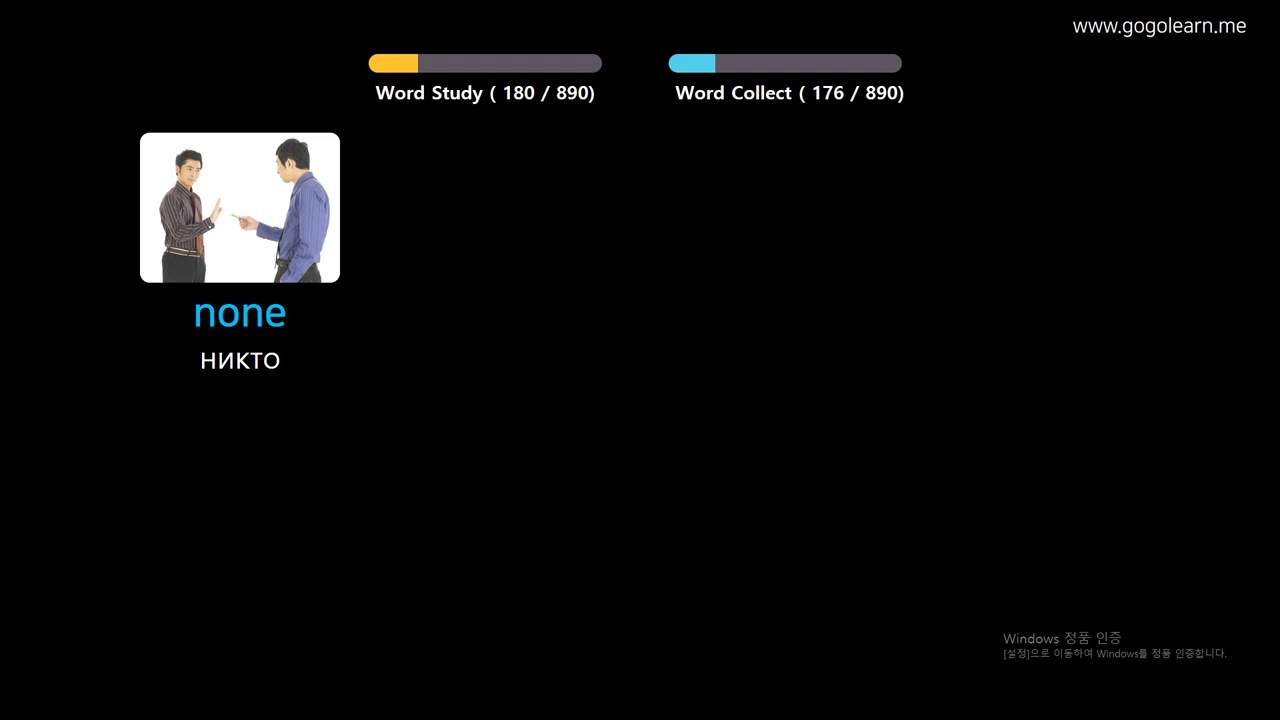 www.gogolearn.me
Word Study ( 180 / 890)
Word Collect ( 176 / 890)
none
НИКТО
Windows 정품 인증
[설정]으로 이동하여 Windows를 정품 인증합니다.